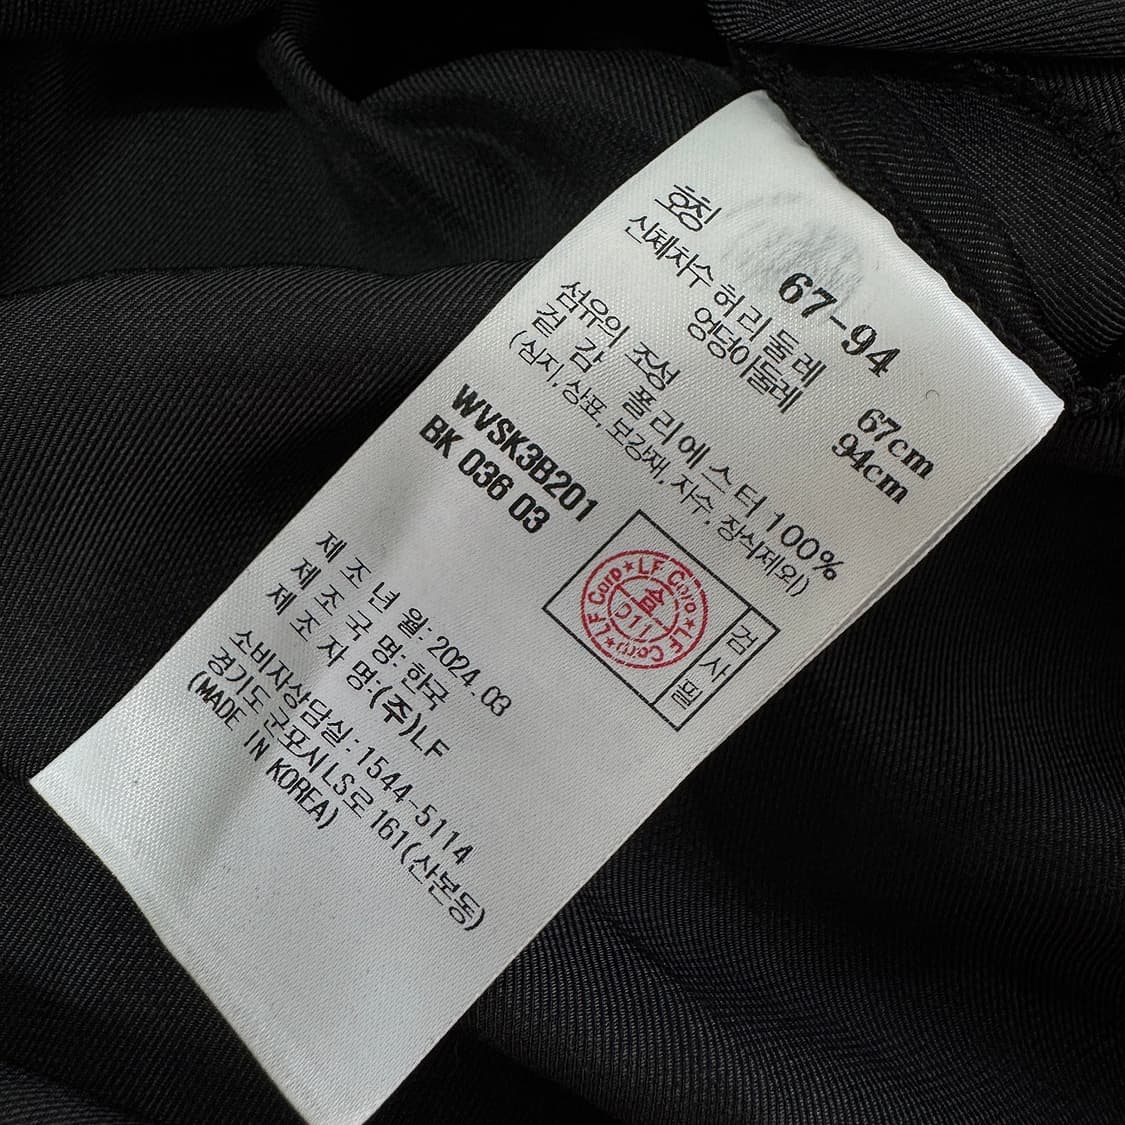 호칭 67-94
신체치수 허리둘레 67cm
엉덩이둘레 94cm
섬유의 조성
겉 감 폴리에스터 100%
(심지, 상표, 보강재, 자수, 장식제외)
WVSK3B201
BK 036 03
LF Corp★LF Corp★LF Corp★
합
011
검사필
제 조 년 월: 2024.03
제 조 국 명: 한국
제 조 자 명:(주)LF
소비자상담실: 1544-5114
경기도 군포시 LS로 161(산본동)
(MADE IN KOREA)